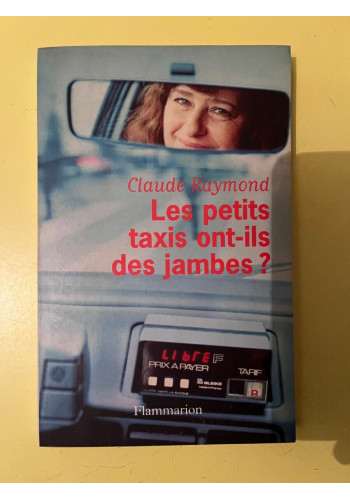 Claude Raymond
Les petits
taxis ont-ils
des jambes ?
LIBRE F
PRIX A PAYER
TARIF
Flammarion